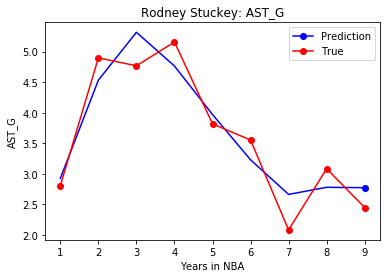 Rodney Stuckey: AST_G
Prediction
True
5.0
4.5
4.0
3.5
3.0
2.5
2.0
AST_G
1 2 3 4 5 6 7 8 9
Years in NBA